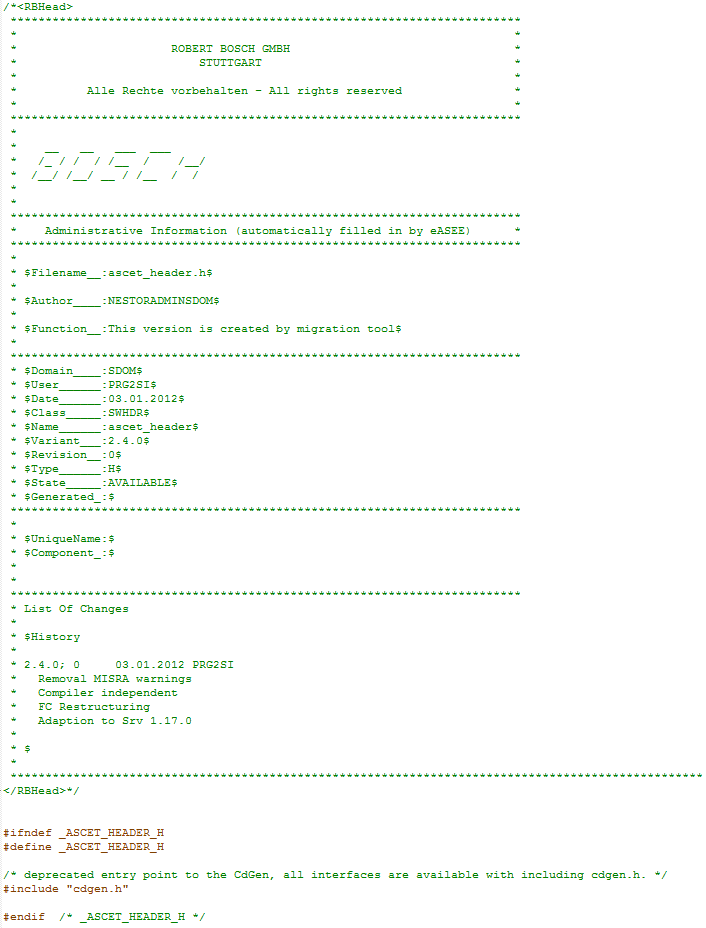 /*<RBHead>
 *************************************************************************
 *                                                                       *
 *                      ROBERT BOSCH GMBH                                *
 *                          STUTTGART                                    *
 *                                                                       *
 *          Alle Rechte vorbehalten - All rights reserved                *
 *                                                                       *
 *************************************************************************
 *
 *
 *    __   __   ___  ___
 *   /_ / /  / /__  /    /__/
 *  /__/ /__/ __ / /__  /  /
 *
 *
 *************************************************************************
 *    Administrative Information (automatically filled in by eASEE)      *
 *************************************************************************
 *
 * $Filename__:ascet_header.h$
 *
 * $Author____:NESTORADMINSDOM$
 *
 * $Function__:This version is created by migration tool$
 *
 *************************************************************************
 * $Domain____:SDOM$
 * $User______:PRG2SI$
 * $Date______:03.01.2012$
 * $Class_____:SWHDR$
 * $Name______:ascet_header$
 * $Variant___:2.4.0$
 * $Revision__:0$
 * $Type______:H$
 * $State_____:AVAILABLE$
 * $Generated_:$
 *************************************************************************
 *
 * $UniqueName:$
 * $Component_:$
 *
 *
 *************************************************************************
 * List Of Changes
 *
 * $History
 *
 * 2.4.0; 0     03.01.2012 PRG2SI
 *   Removal MISRA warnings
 *   Compiler independent
 *   FC Restructuring
 *   Adaption to Srv 1.17.0
 *
 * $
 *
 ***************************************************************************************************
</RBHead>*/
#ifndef _ASCET_HEADER_H
#define _ASCET_HEADER_H
/* deprecated entry point to the CdGen, all interfaces are available with including cdgen.h. */
#include "cdgen.h"
#endif  /* _ASCET_HEADER_H */